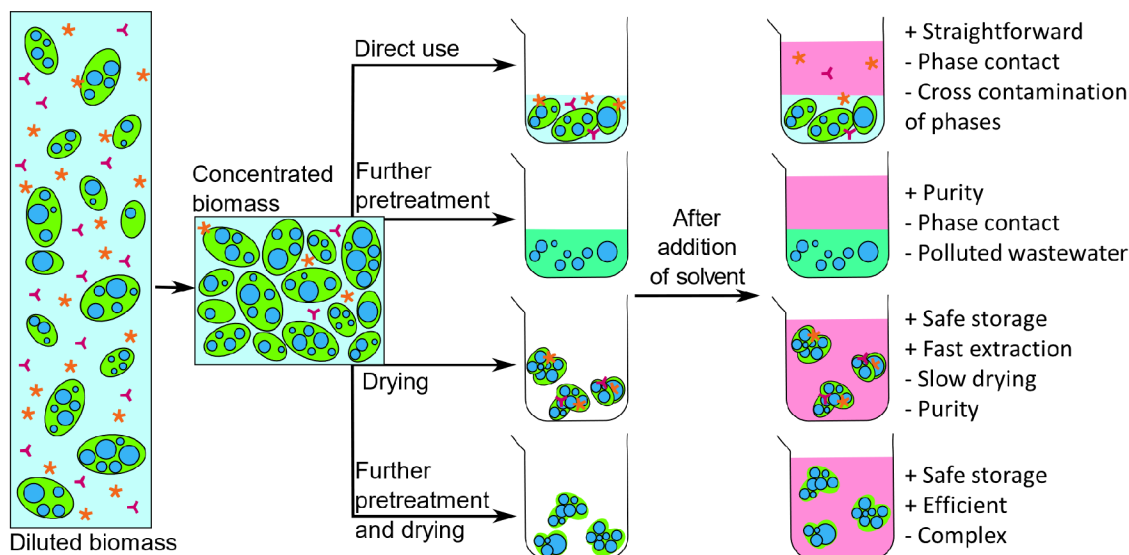 Diluted biomass
Concentrated
biomass
Direct use
Further
pretreatment
Drying
Further
pretreatment
and drying
After
addition
of solvent
+ Straightforward
- Phase contact
- Cross contamination
of phases
+ Purity
- Phase contact
- Polluted wastewater
+ Safe storage
+ Fast extraction
- Slow drying
- Purity
+ Safe storage
+ Efficient
- Complex